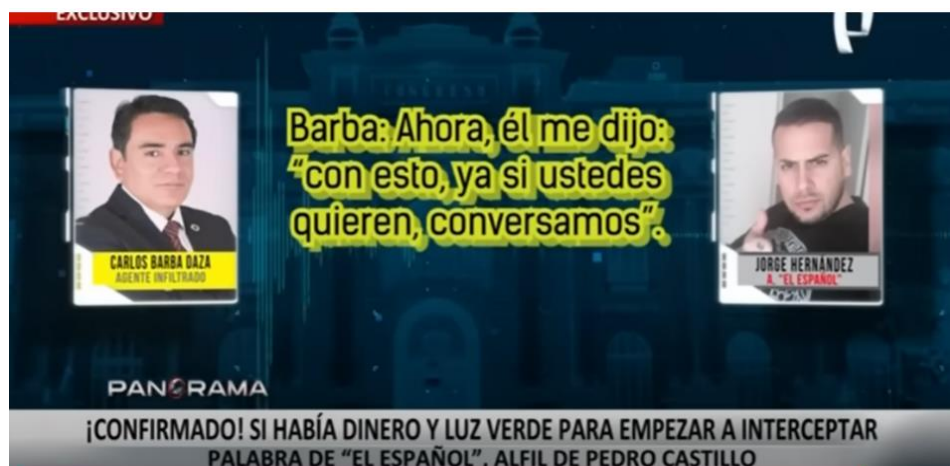 EXCLUSIVO
CONGRESO
Barba: Ahora, él me dijo:
"con esto, ya si ustedes
quieren, conversamos".
CARLOS BARBA DAZA
AGENTE INFILTRADO
JORGE HERNÁNDEZ
A. "EL ESPAÑOL"
PANORAMA
¡CONFIRMADO! SI HABÍA DINERO Y LUZ VERDE PARA EMPEZAR A INTERCEPTAR
PALABRA DE "EL ESPAÑOL", ALFIL DE PEDRO CASTILLO